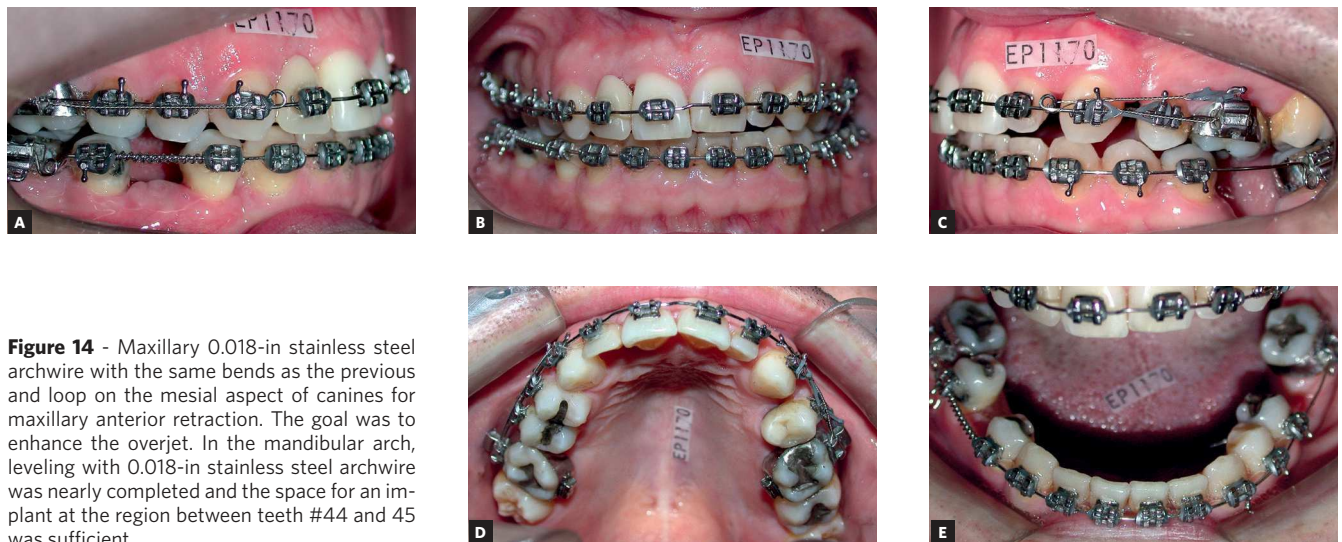 EP1170
A
EP1170
B
EP1170
C
Figure 14 - Maxillary 0.018-in stainless steel
archwire with the same bends as the previous
and loop on the mesial aspect of canines for
maxillary anterior retraction. The goal was to
enhance the overjet. In the mandibular arch,
leveling with 0.018-in stainless steel archwire
was nearly completed and the space for an im-
plant at the region between teeth #44 and 45
was sufficient.
EP1170
D
EP1170
E